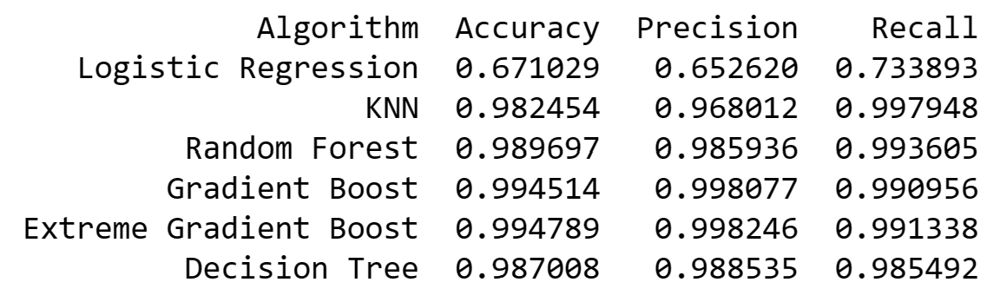 Algorithm Accuracy Precision Recall
Logistic Regression 0.671029 0.652620 0.733893
KNN 0.982454 0.968012 0.997948
Random Forest 0.989697 0.985936 0.993605
Gradient Boost 0.994514 0.998077 0.990956
Extreme Gradient Boost 0.994789 0.998246 0.991338
Decision Tree 0.987008 0.988535 0.985492